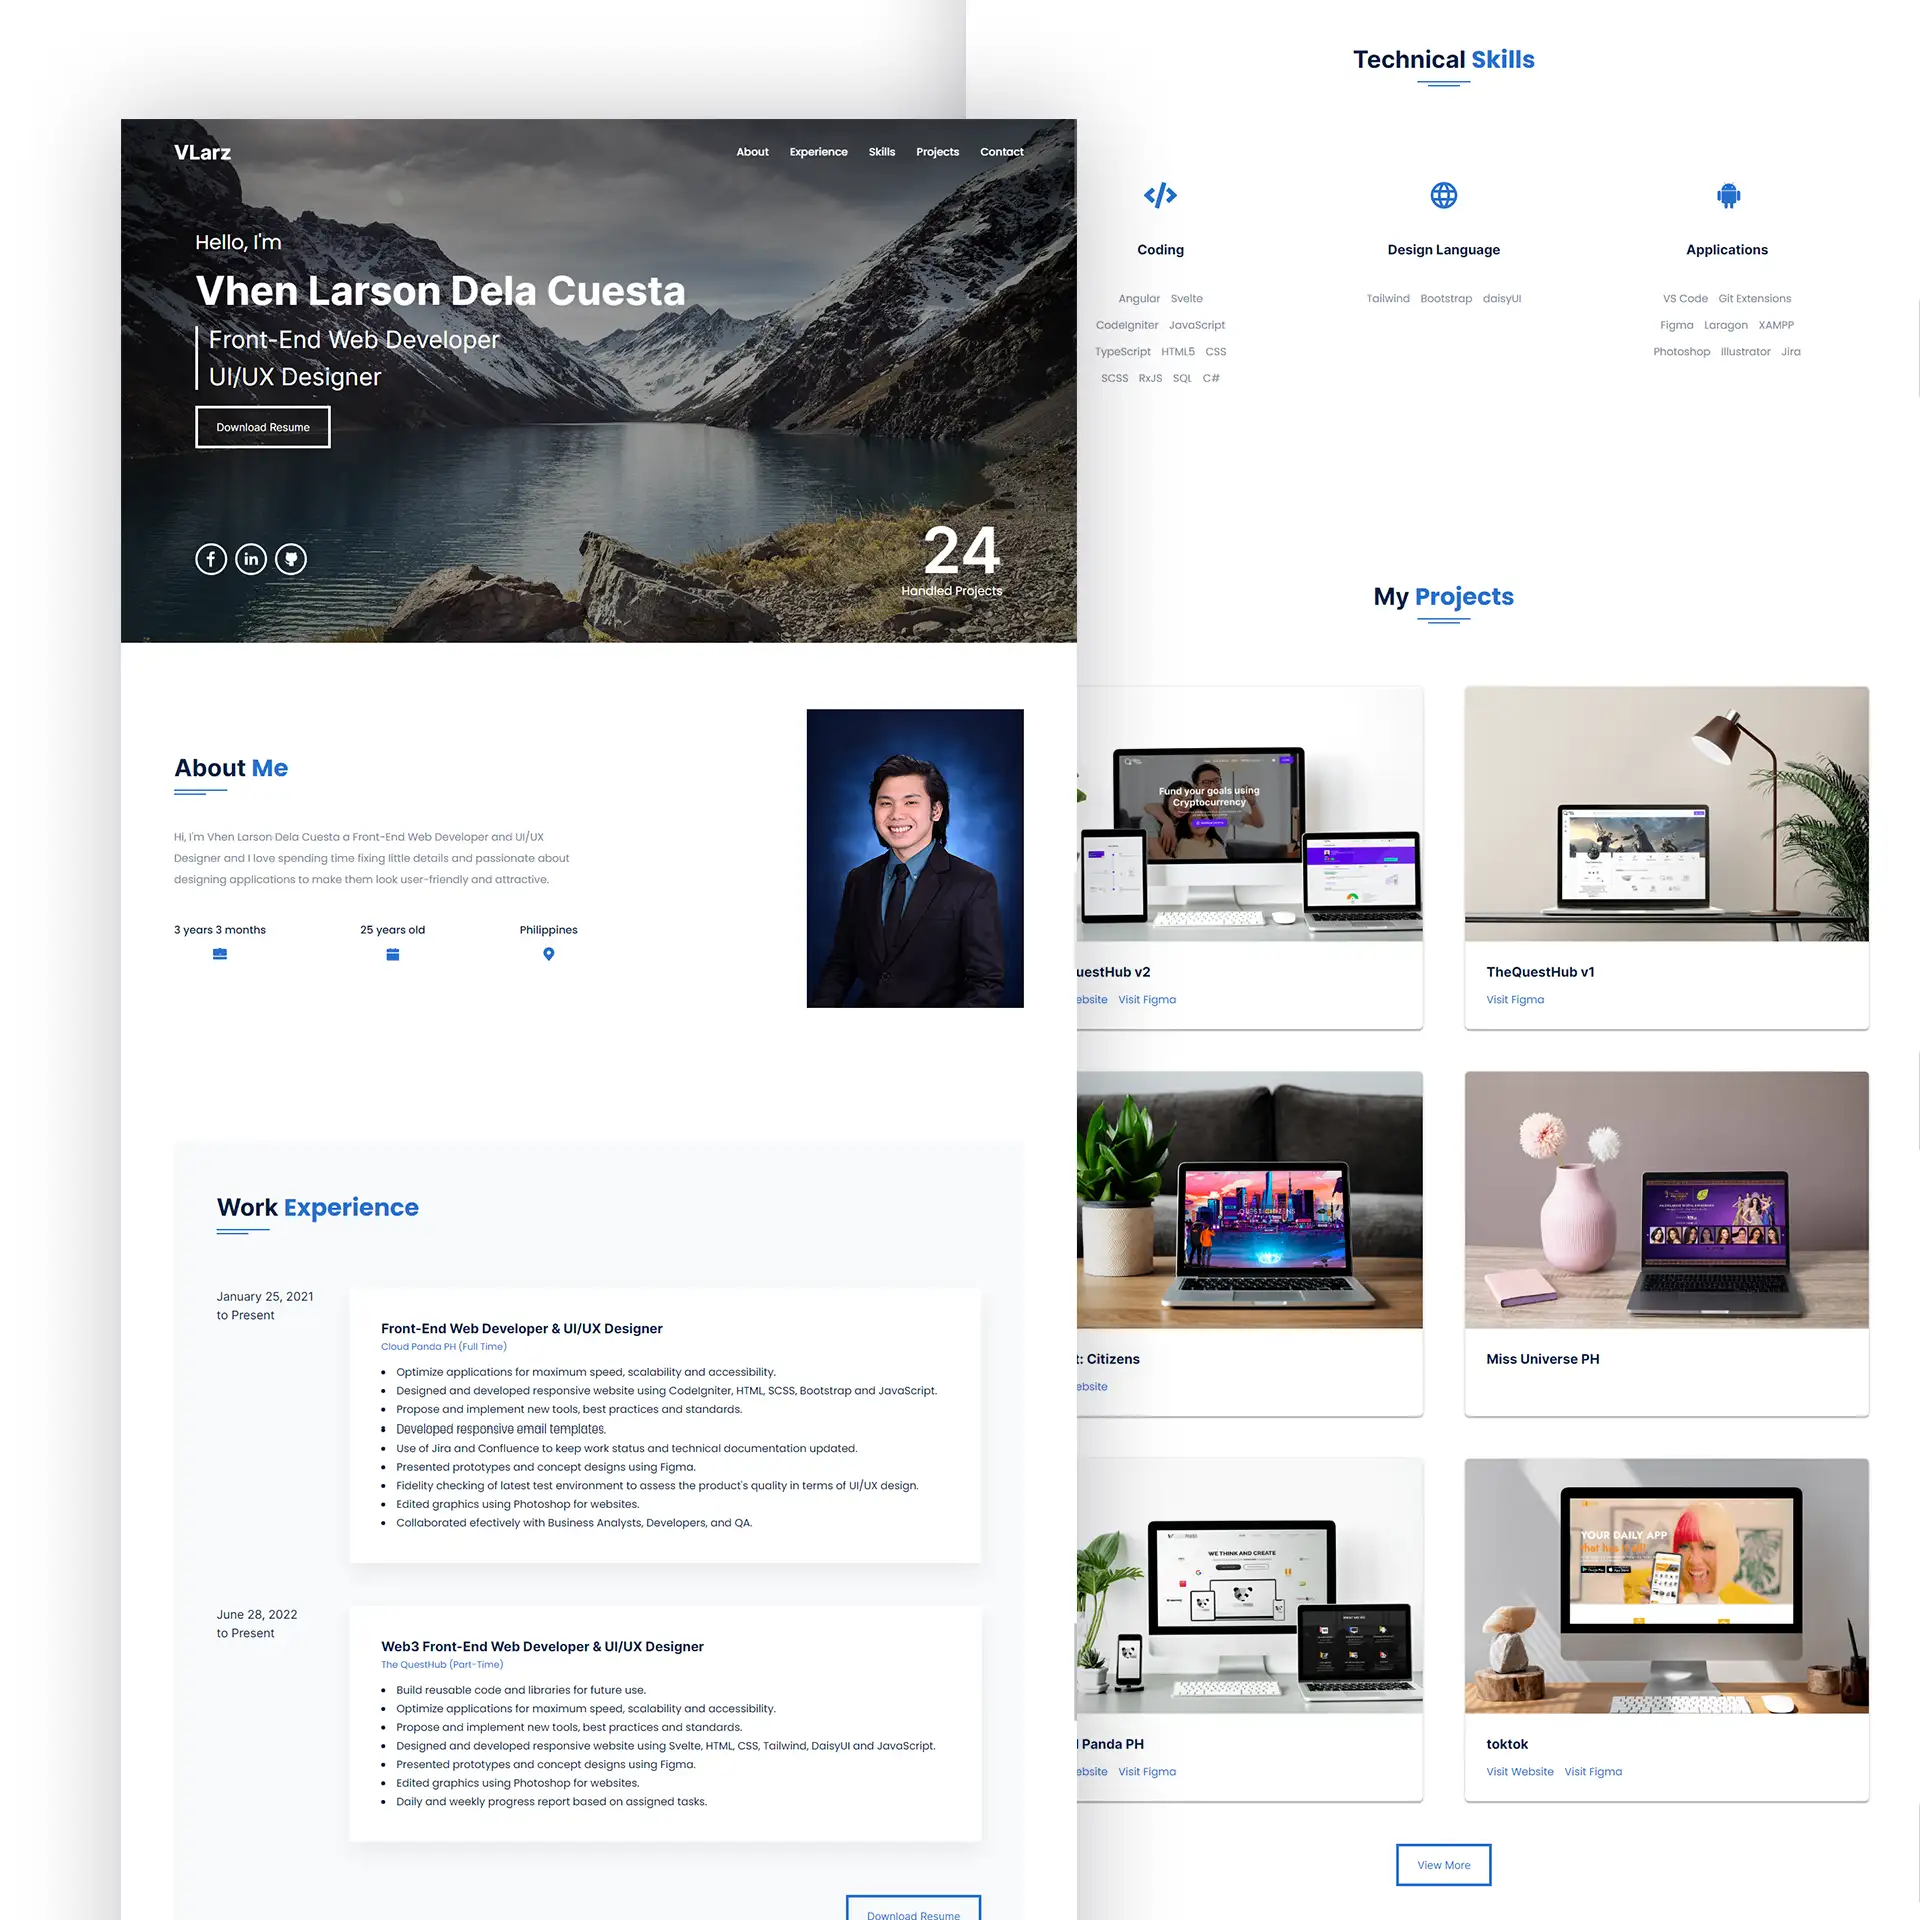 VLarz
About Experience Skills Projects Contact
Hello, I'm
Vhen Larson Dela Cuesta
Front-End Web Developer
UI/UX Designer
Download Resume
24
Handled Projects
About Me
Hi, I'm Vhen Larson Dela Cuesta a Front-End Web Developer and UI/UX
Designer and I love spending time fixing little details and passionate about
designing applications to make them look user-friendly and attractive.
3 years 3 months
25 years old
Philippines
Work Experience
January 25, 2021
to Present
Front-End Web Developer & UI/UX Designer
Cloud Panda PH (Full Time)
Optimize applications for maximum speed, scalability and accessibility.
Designed and developed responsive website using CodeIgniter, HTML, SCSS, Bootstrap and JavaScript.
Propose and implement new tools, best practices and standards.
Developed responsive email templates.
Use of Jira and Confluence to keep work status and technical documentation updated.
Presented prototypes and concept designs using Figma.
Fidelity checking of latest test environment to assess the product's quality in terms of UI/UX design.
Edited graphics using Photoshop for websites.
Collaborated efectively with Business Analysts, Developers, and QA.
June 28, 2022
to Present
Web3 Front-End Web Developer & UI/UX Designer
The QuestHub (Part-Time)
Build reusable code and libraries for future use.
Optimize applications for maximum speed, scalability and accessibility.
Propose and implement new tools, best practices and standards.
Designed and developed responsive website using Svelte, HTML, CSS, Tailwind, DaisyUI and JavaScript.
Presented prototypes and concept designs using Figma.
Edited graphics using Photoshop for websites.
Daily and weekly progress report based on assigned tasks.
Download Resume
Technical Skills
Coding
Angular Svelte
CodeIgniter JavaScript
TypeScript HTML5 CSS
SCSS RxJS SQL C#
Design Language
Tailwind Bootstrap daisyUI
Applications
VS Code Git Extensions
Figma Laragon XAMPP
Photoshop Illustrator Jira
My Projects
Fund your goals using
Cryptocurrency
uestHub v2
ebsite Visit Figma
TheQuestHub v1
Visit Figma
QUEST CITIZENS
t: Citizens
ebsite
Miss Universe PH
WE THINK AND CREATE
l Panda PH
ebsite Visit Figma
YOUR DAILY APP
toktok
Visit Website Visit Figma
View More